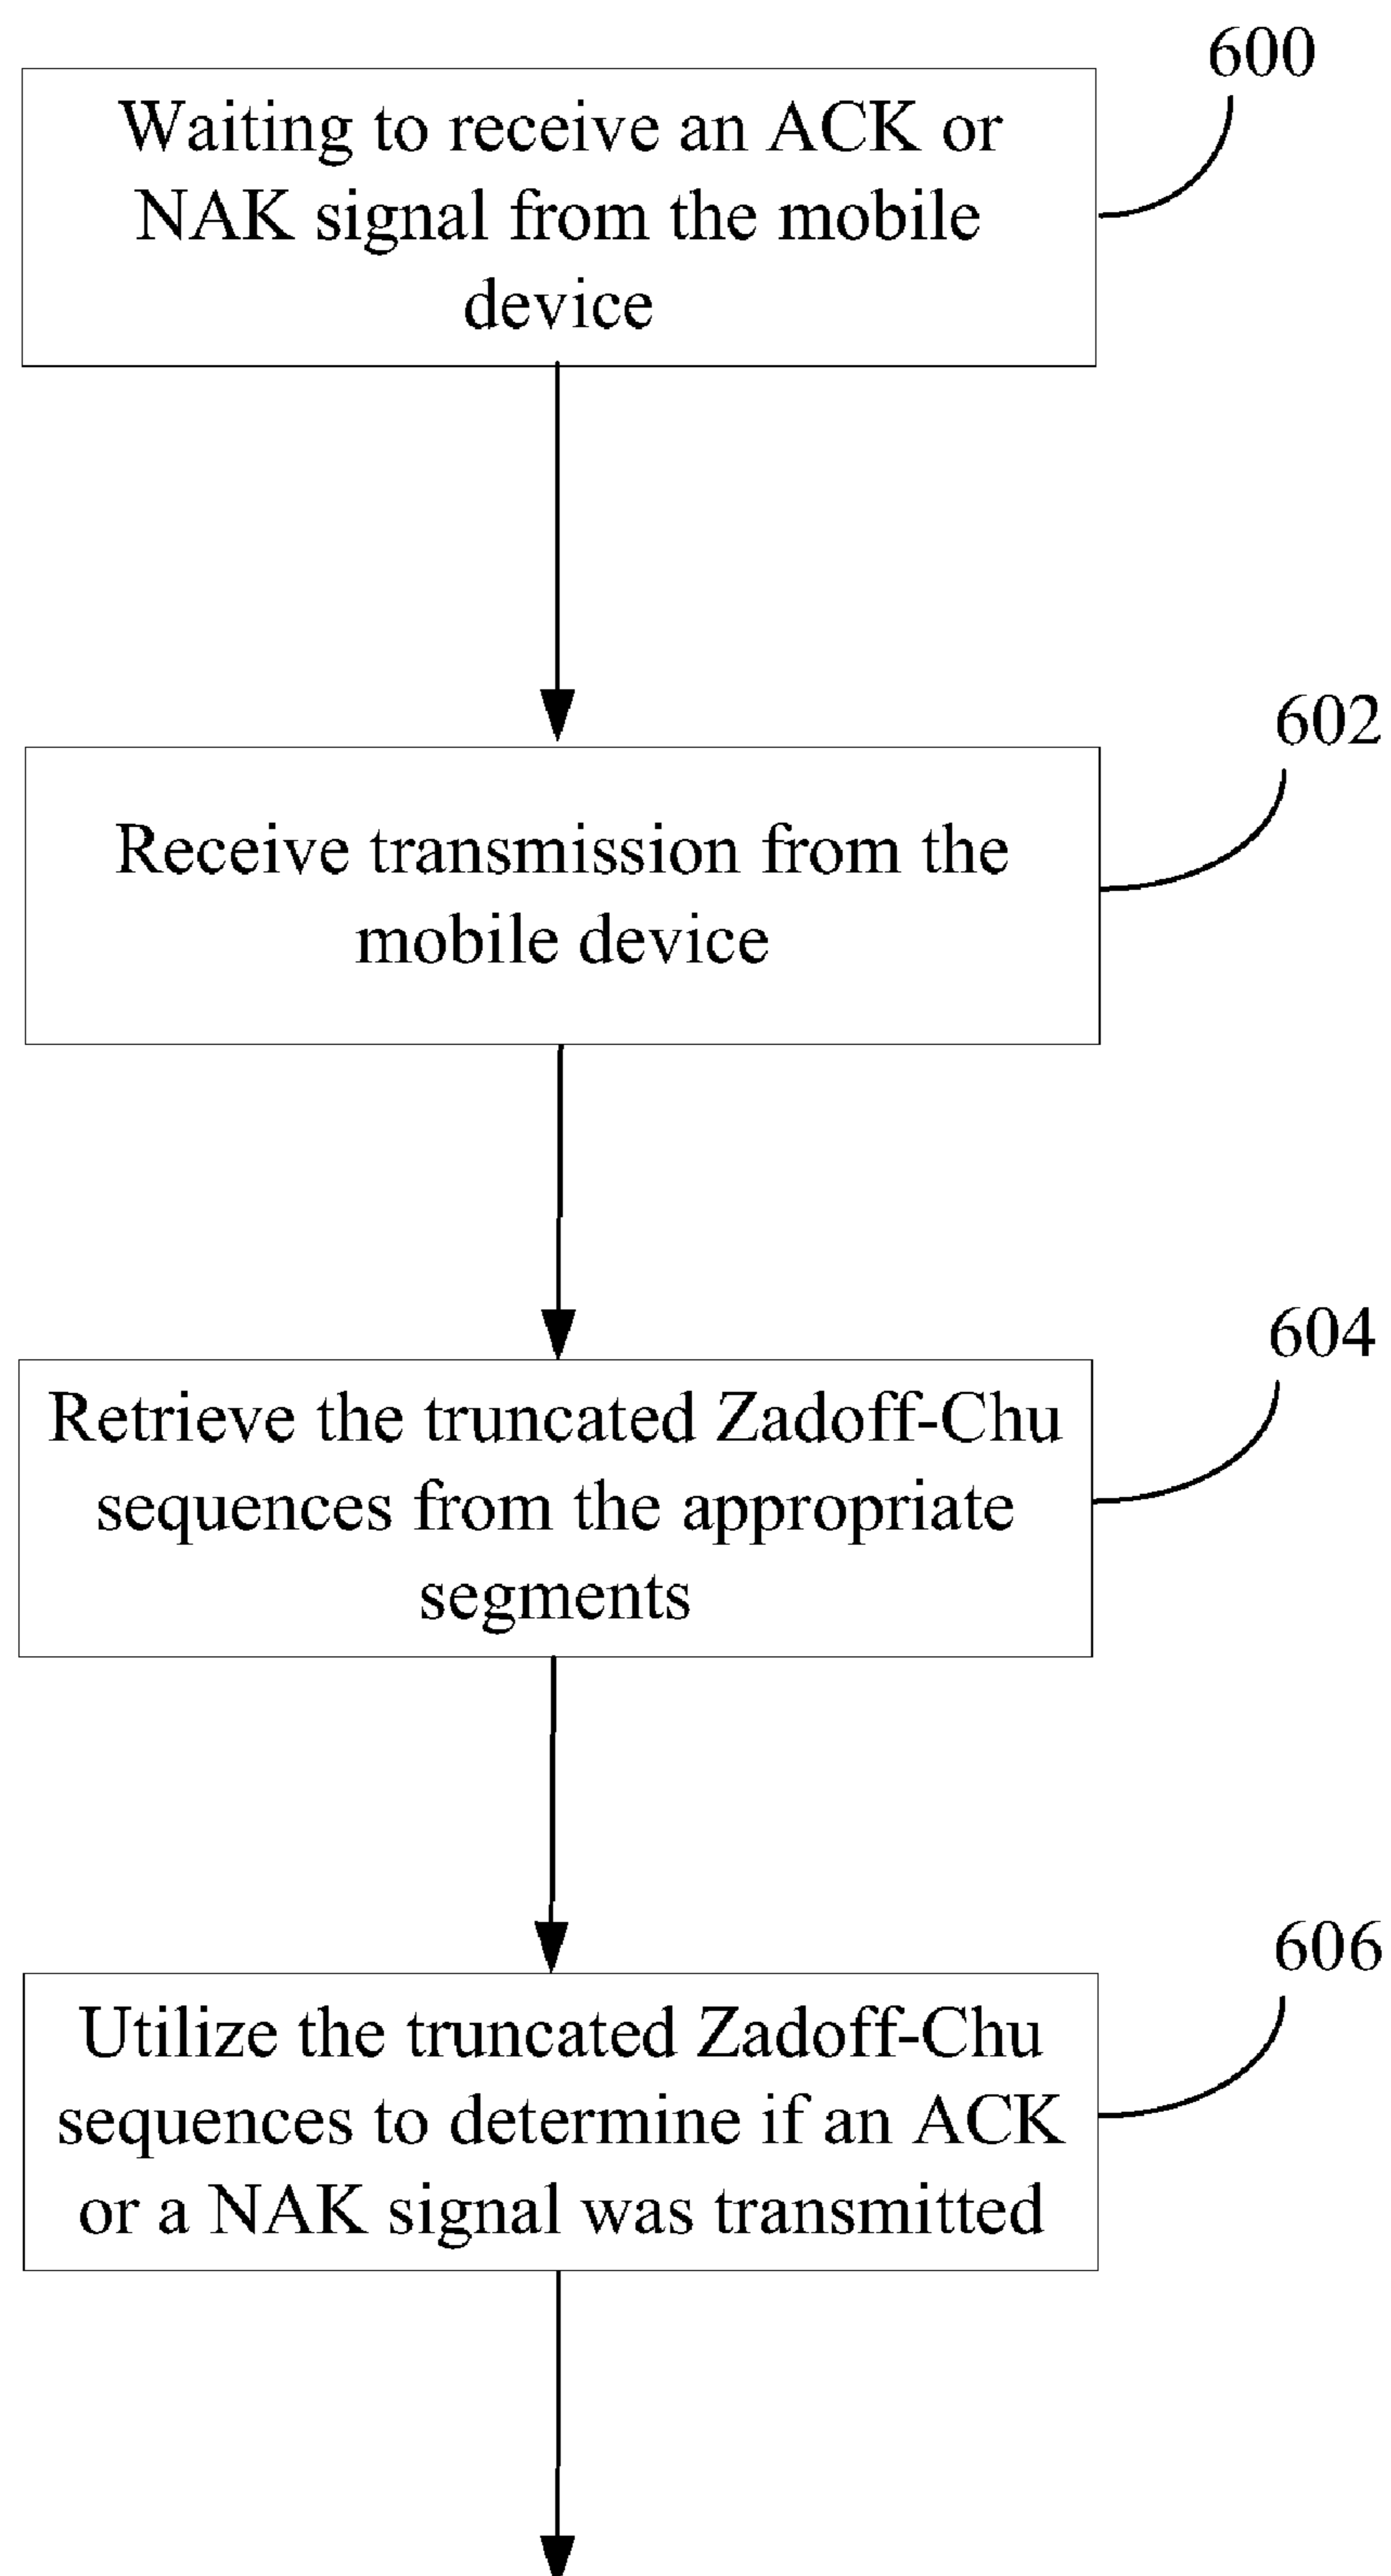 600
Waiting to receive an ACK or
NAK signal from the mobile
device
602
Receive transmission from the
mobile device
604
Retrieve the truncated Zadoff-Chu
sequences from the appropriate
segments
606
Utilize the truncated Zadoff-Chu
sequences to determine if an ACK
or a NAK signal was transmitted